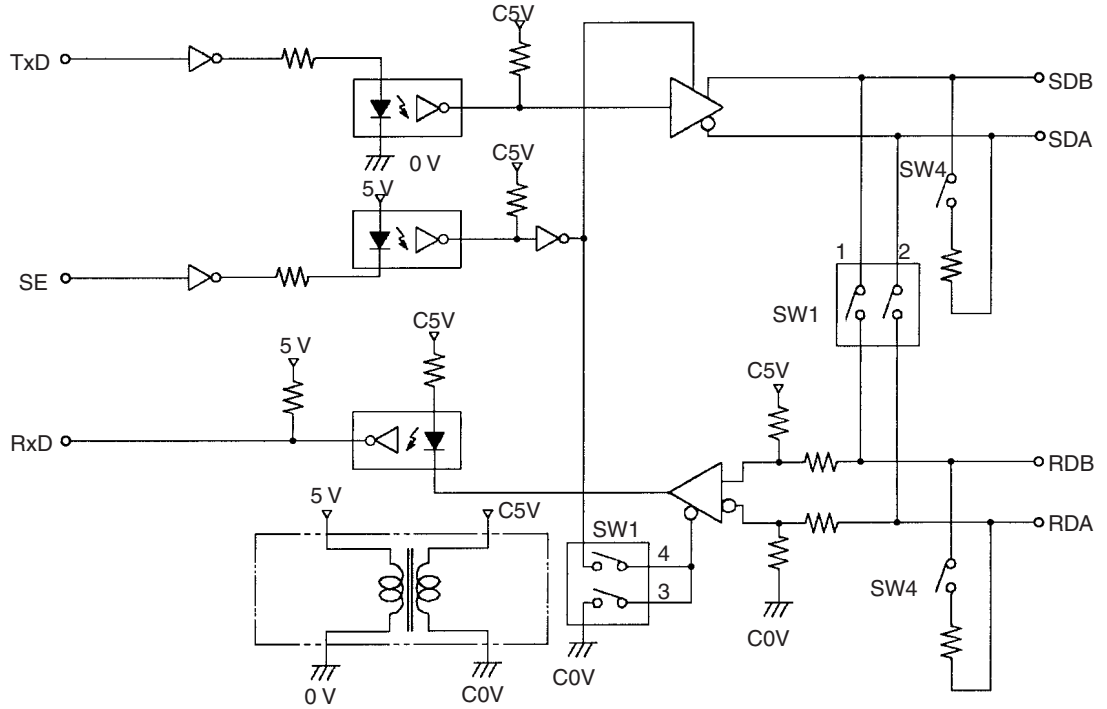 C5V
TxD
SDB
0 V
SDA
C5V
SW4
5 V
1 2
SE
SW1
C5V
5 V
C5V
RxD
RDB
5 V
C5V
SW1
RDA
4
3
SW4
C0V
0 V
C0V
C0V